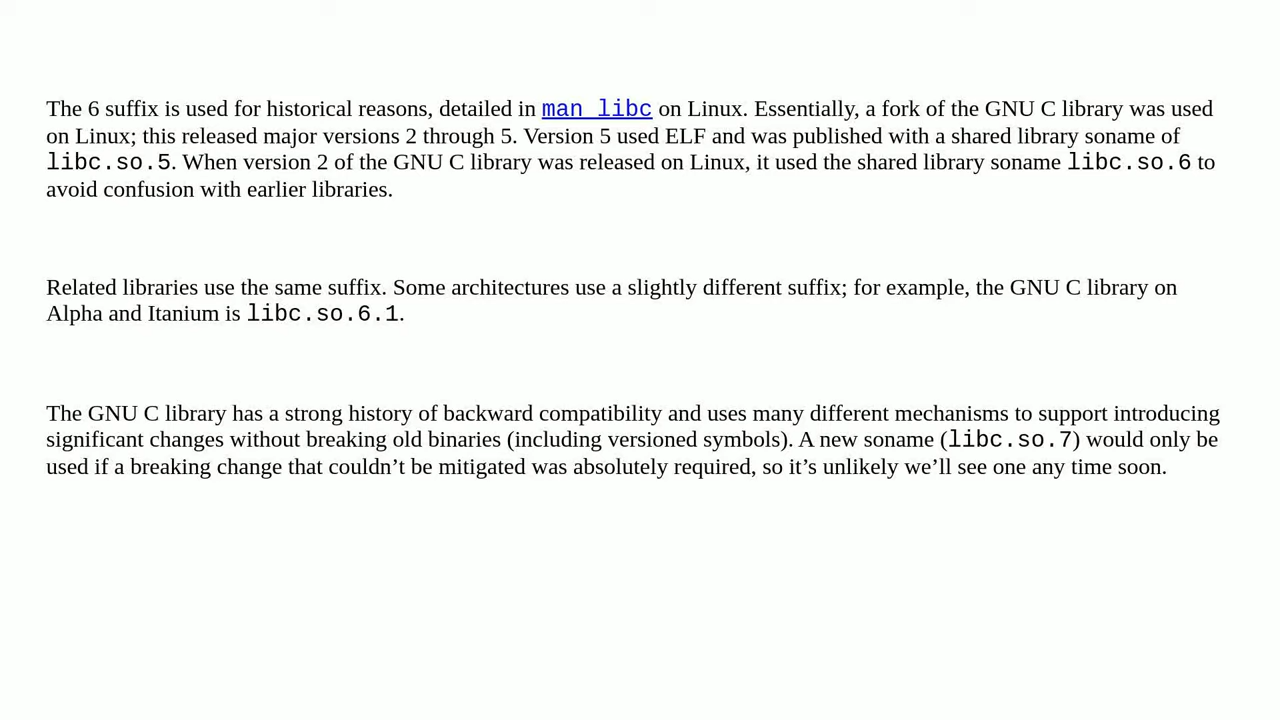 The 6 suffix is used for historical reasons, detailed in man libc on Linux. Essentially, a fork of the GNU C library was used
on Linux; this released major versions 2 through 5. Version 5 used ELF and was published with a shared library soname of
libc.so.5. When version 2 of the GNU C library was released on Linux, it used the shared library soname libc.so.6 to
avoid confusion with earlier libraries.
Related libraries use the same suffix. Some architectures use a slightly different suffix; for example, the GNU C library on
Alpha and Itanium is libc.so.6.1.
The GNU C library has a strong history of backward compatibility and uses many different mechanisms to support introducing
significant changes without breaking old binaries (including versioned symbols). A new soname (libc.so.7) would only be
used if a breaking change that couldn’t be mitigated was absolutely required, so it’s unlikely we’ll see one any time soon.